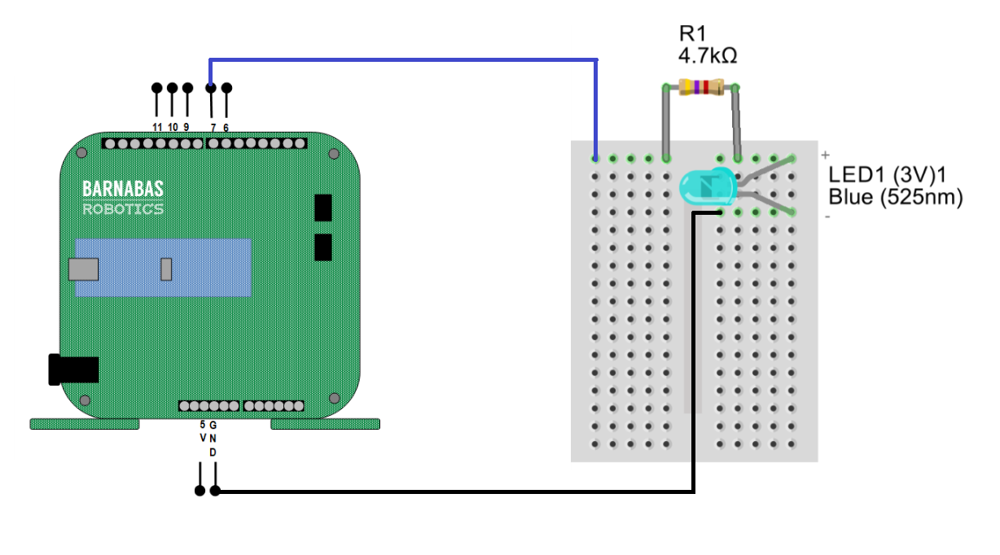 R1
4.7kΩ
11 10 9 7 6
BARNABAS
ROBOTICS
+
LED1 (3V)1
Blue (525nm)
-
5 G
V N
D